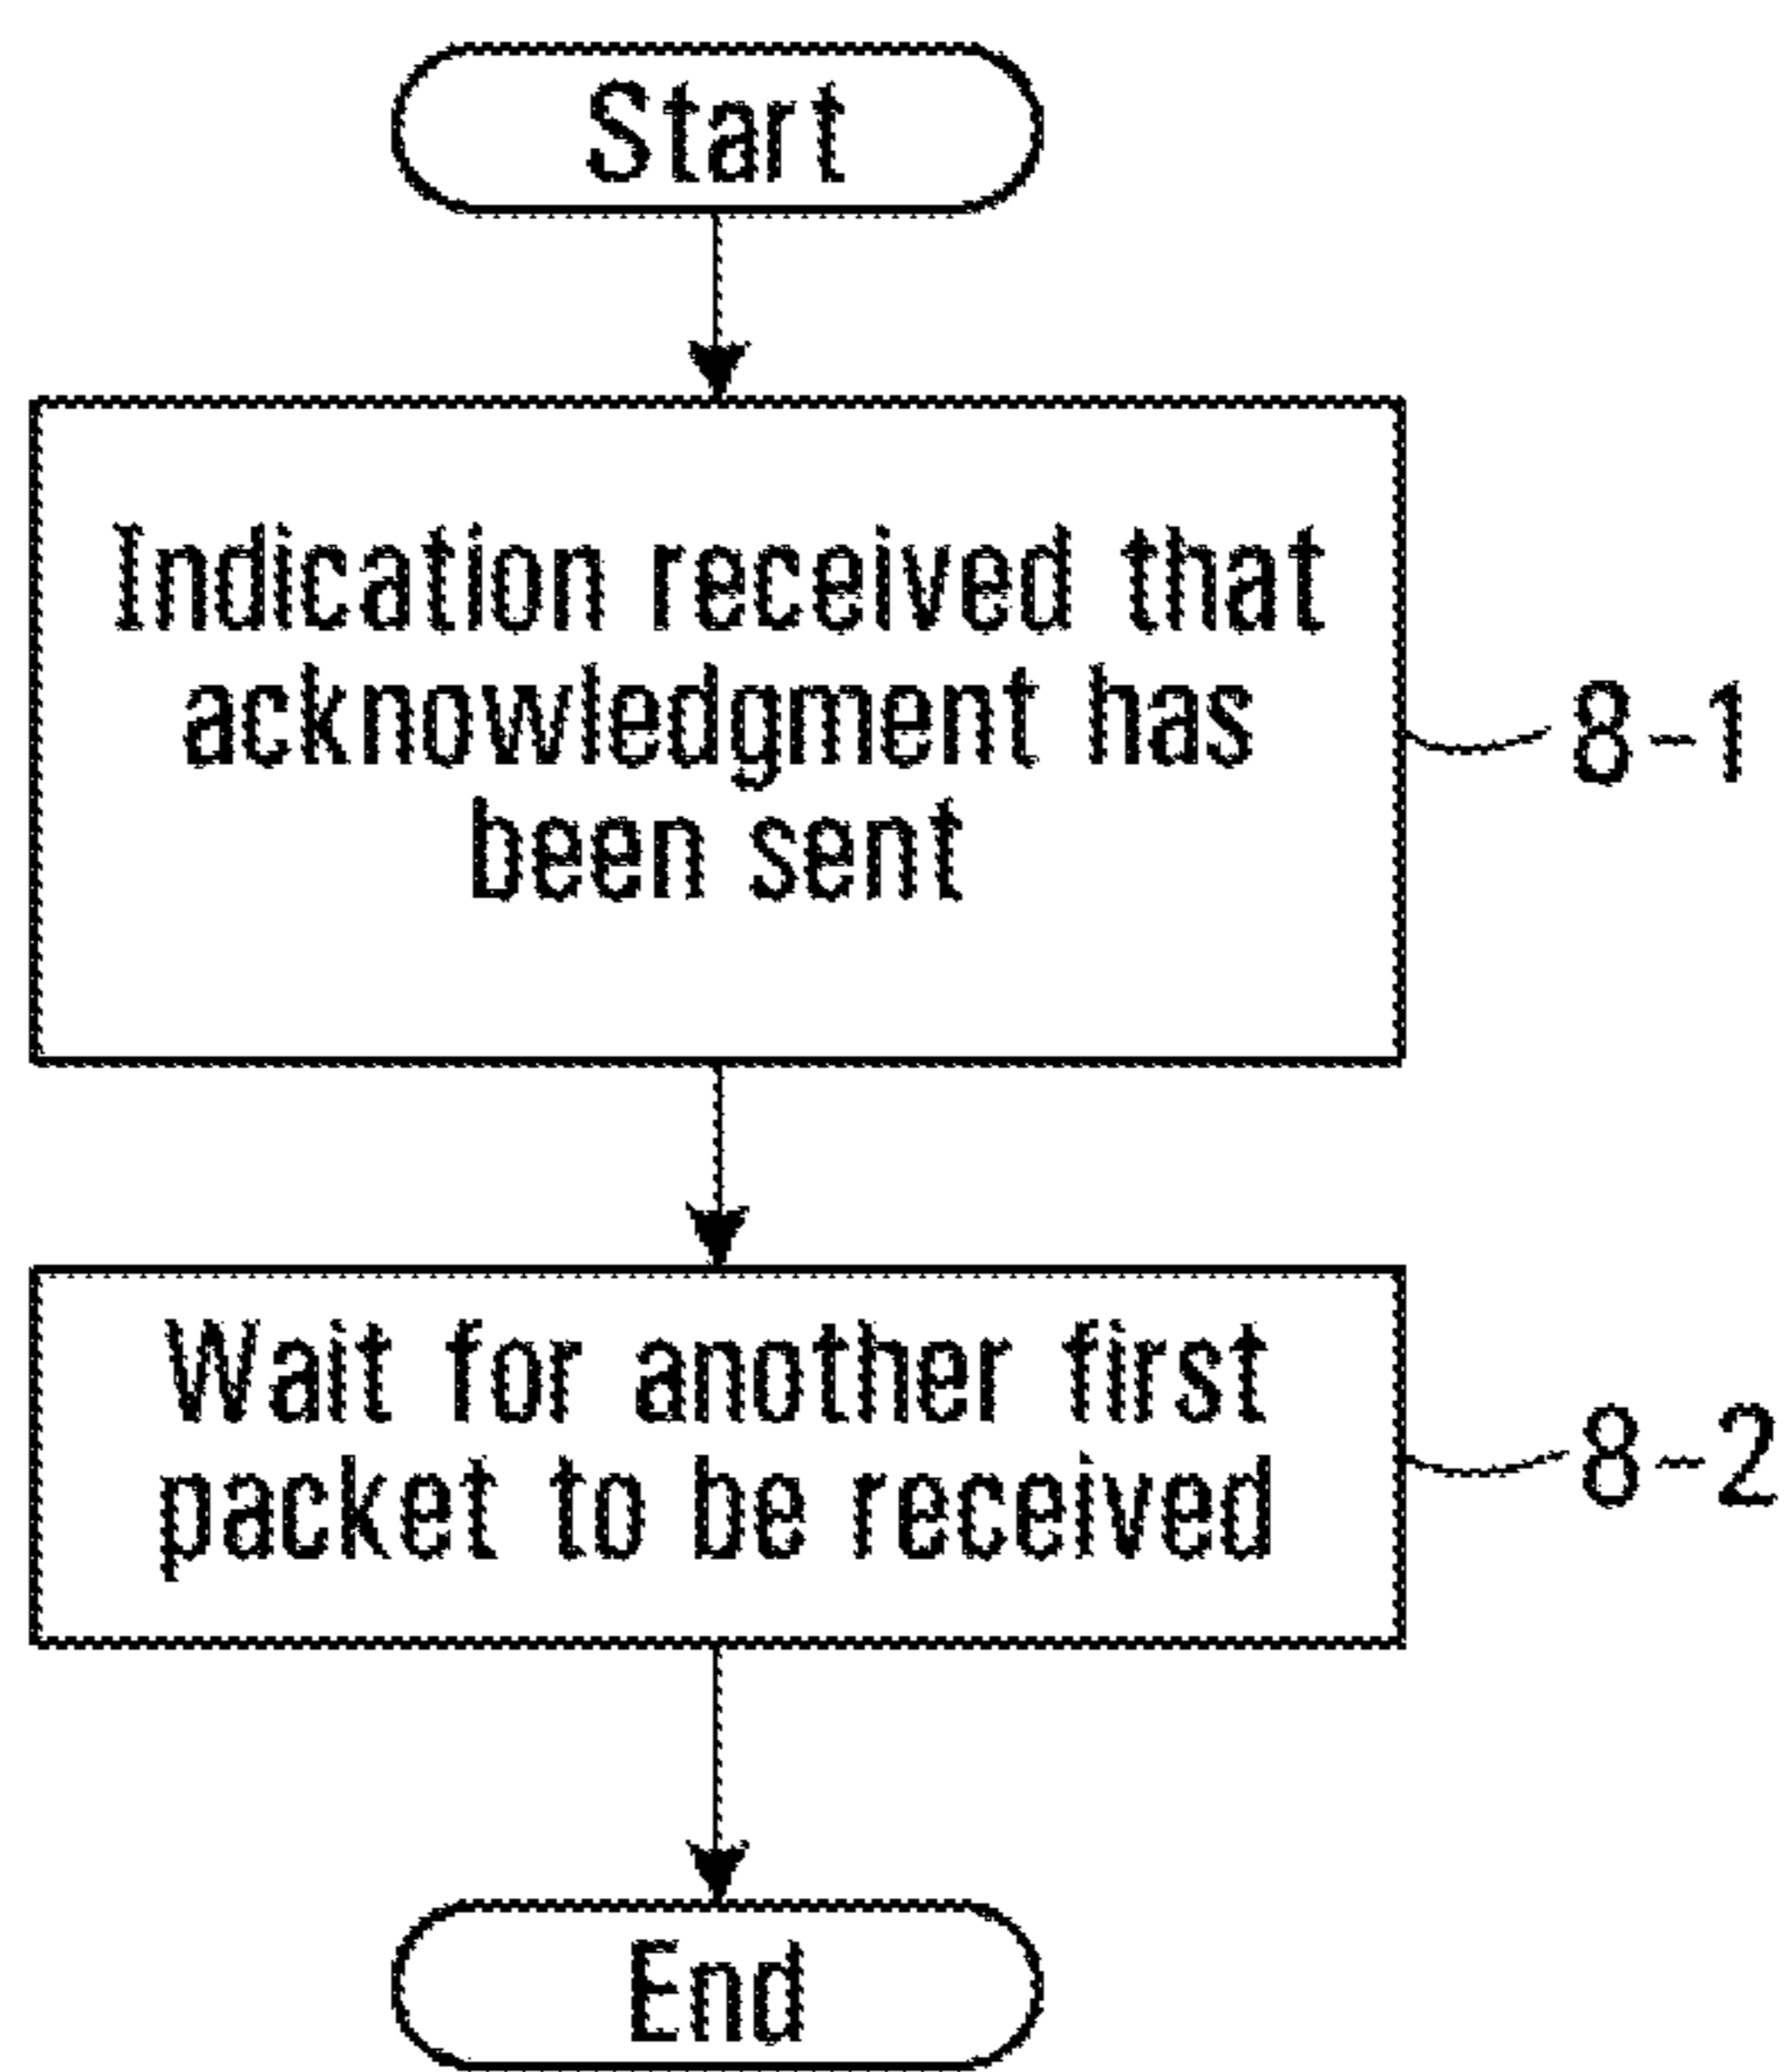 Start
Indication received that
acknowledgment has
been sent
8-1
Wait for another first
packet to be received
8-2
End